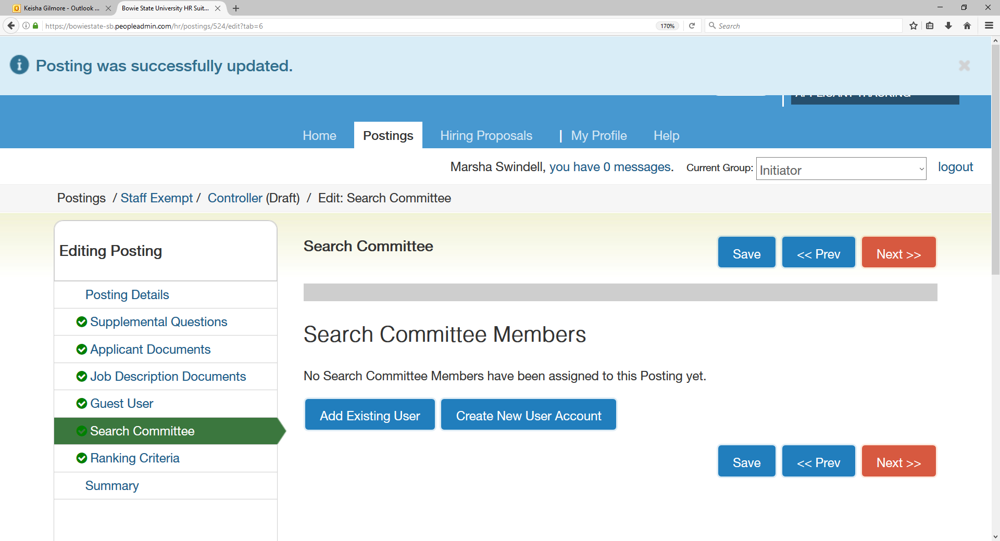 Keisha Gilmore - Outlook ...
Bowie State University HR Suit...
https://bowiestate-sb.peopleadmin.com/hr/postings/524/edit?tab=6
170%
Search
Posting was successfully updated.
APPLICANT TRACKING
Home
Postings
Hiring Proposals
| My Profile
Help
Marsha Swindell, you have 0 messages. Current Group: Initiator logout
Postings / Staff Exempt / Controller (Draft) / Edit: Search Committee
Editing Posting
Posting Details
Supplemental Questions
Applicant Documents
Job Description Documents
Guest User
Search Committee
Ranking Criteria
Summary
Search Committee
Save
<< Prev
Next >>
Search Committee Members
No Search Committee Members have been assigned to this Posting yet.
Add Existing User
Create New User Account
Save
<< Prev
Next >>